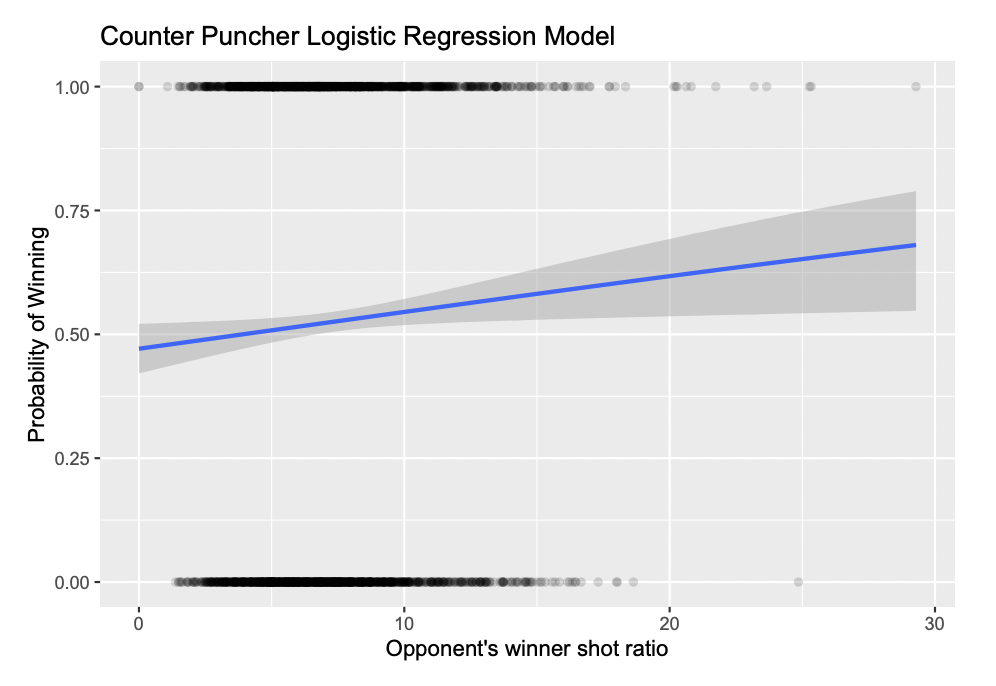 Counter Puncher Logistic Regression Model
1.00
0.75
0.50
0.25
0.00
Probability of Winning
0 10 20 30
Opponent's winner shot ratio